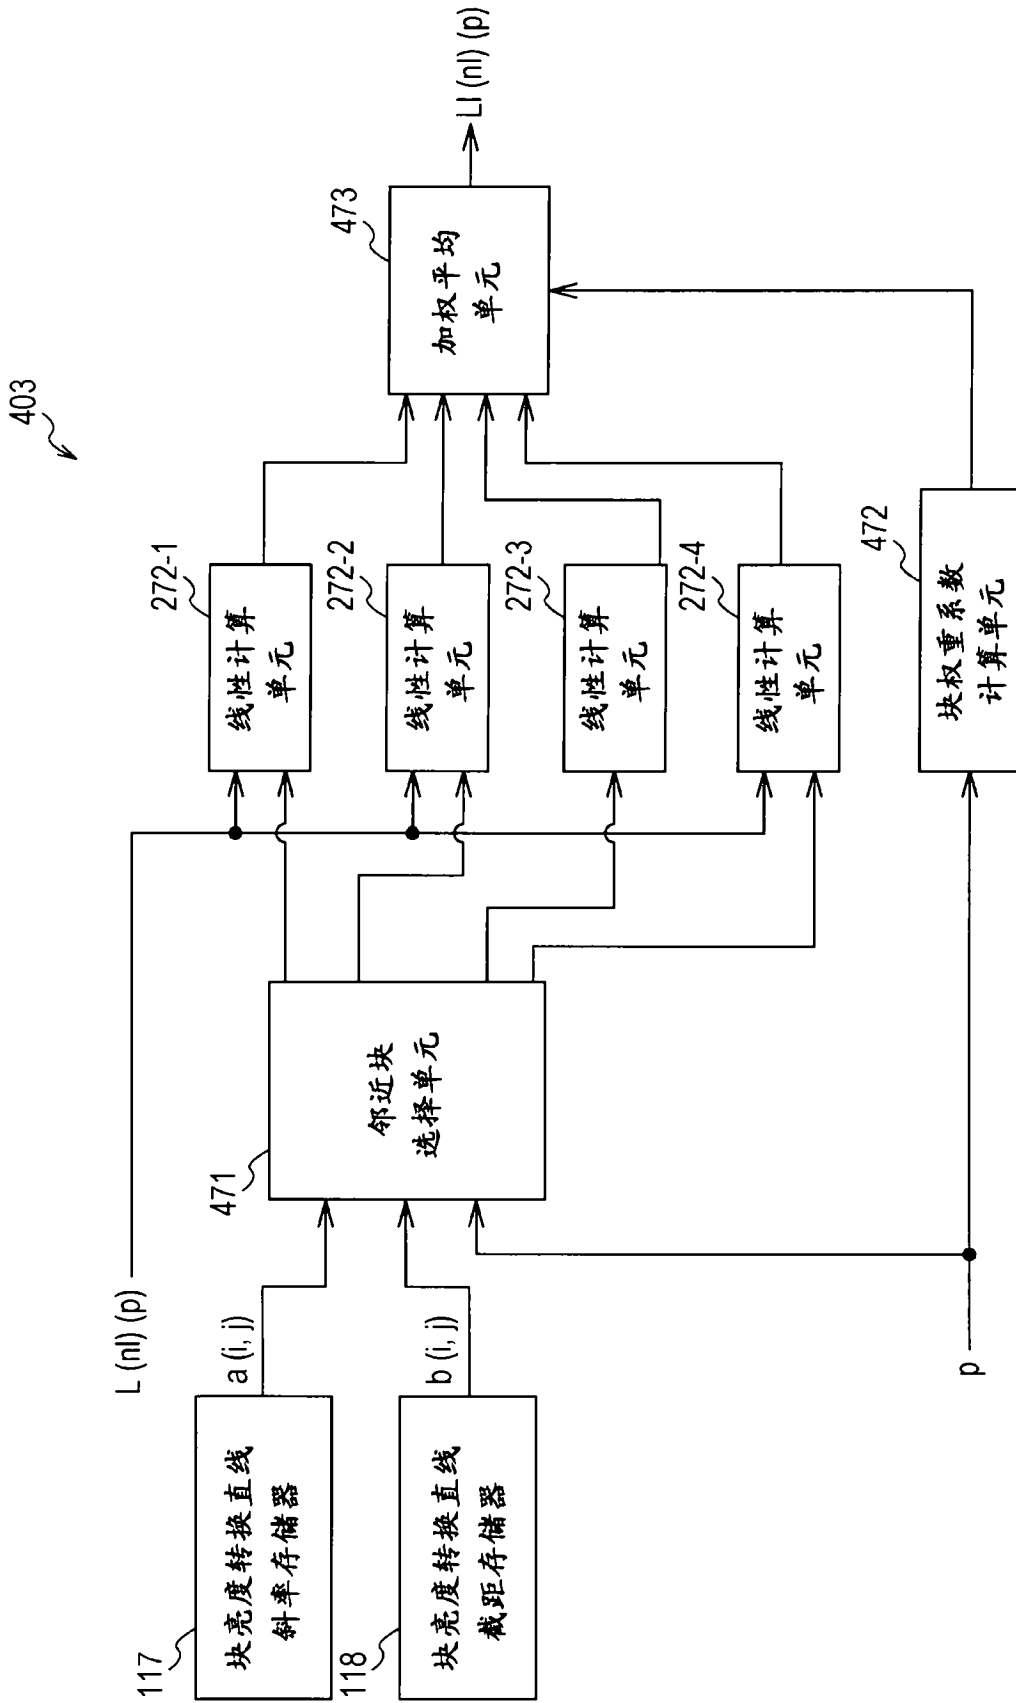 403
L (nl) (p)
117
块亮度转换直线
斜率存储器
a (i, j)
118
块亮度转换直线
截距存储器
b (i, j)
p
471
邻近块
选择单元
272-1
线性计算
单元
272-2
线性计算
单元
272-3
线性计算
单元
272-4
线性计算
单元
472
块权重系数
计算单元
473
加权平均
单元
LI (nl) (p)